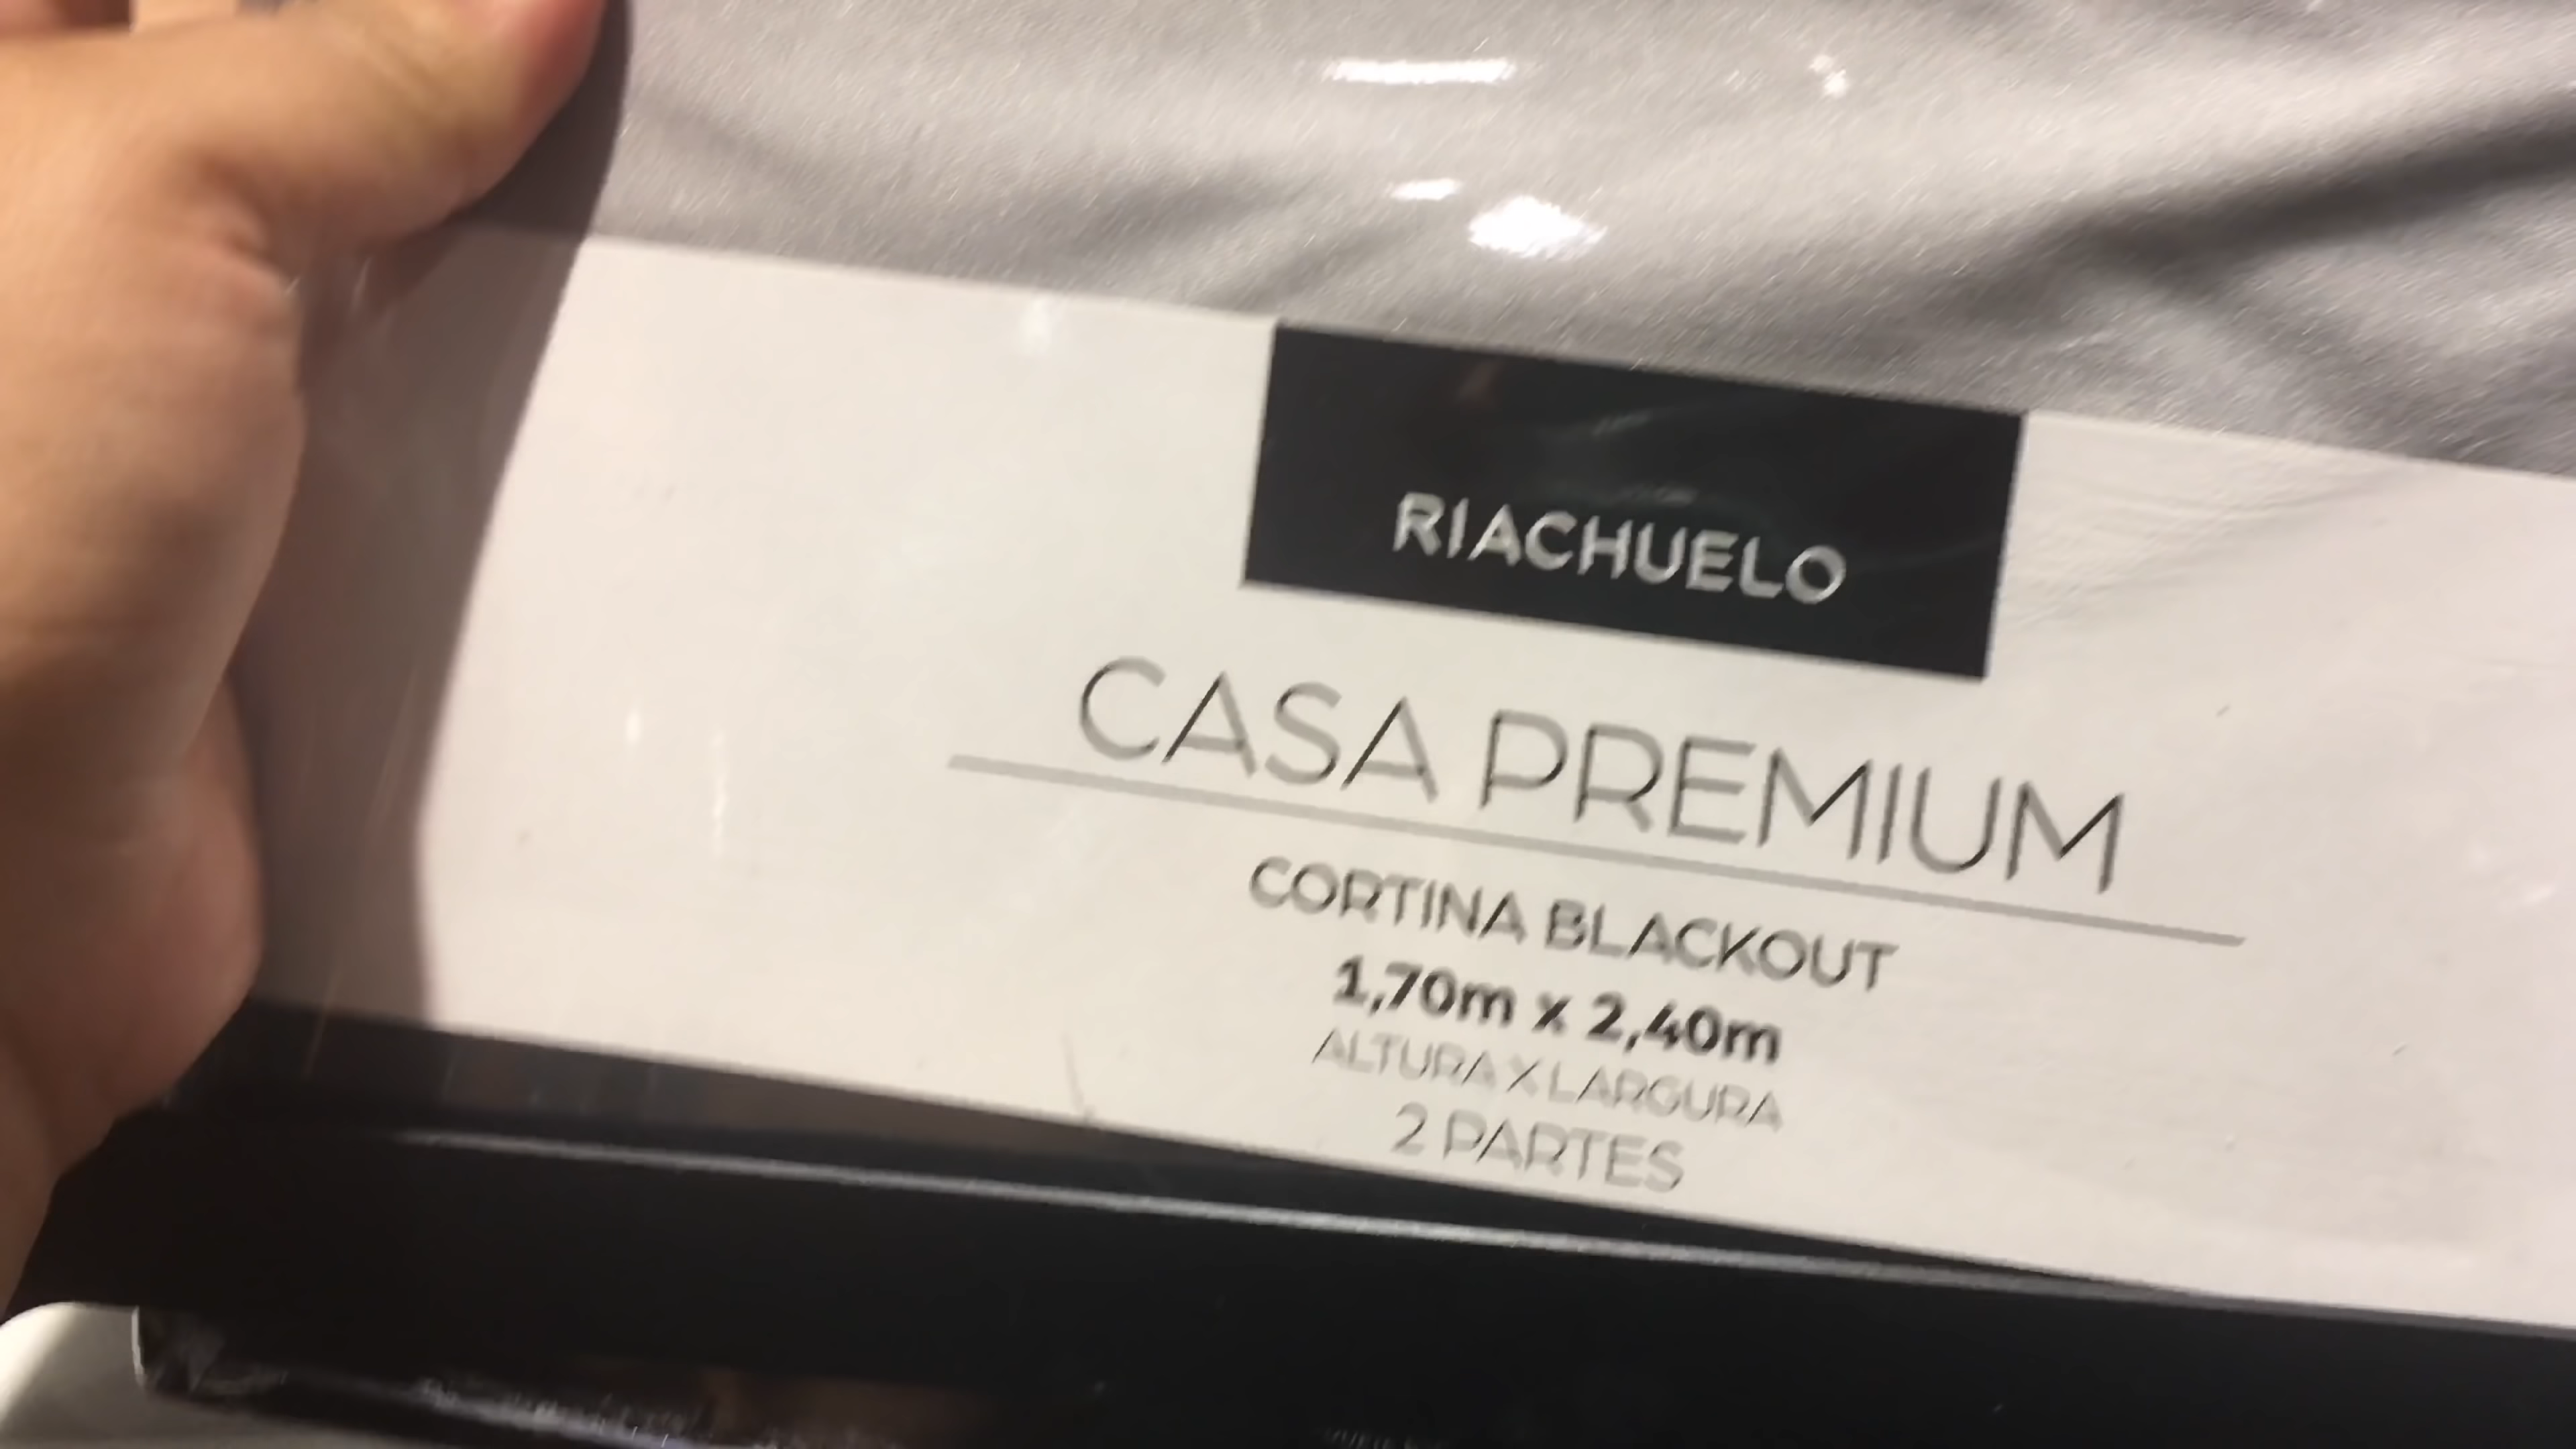 RIACHUELO
CASA PREMIUM
CORTINA BLACKOUT
1,70m x 2,40m
ALTURA X LARGURA
2 PARTES